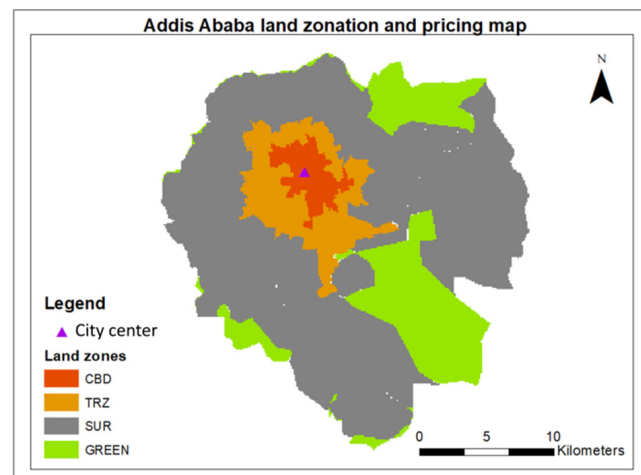 Addis Ababa land zonation and pricing map
N
Legend
City center
Land zones
CBD
TRZ
SUR
GREEN
0 5 10
Kilometers